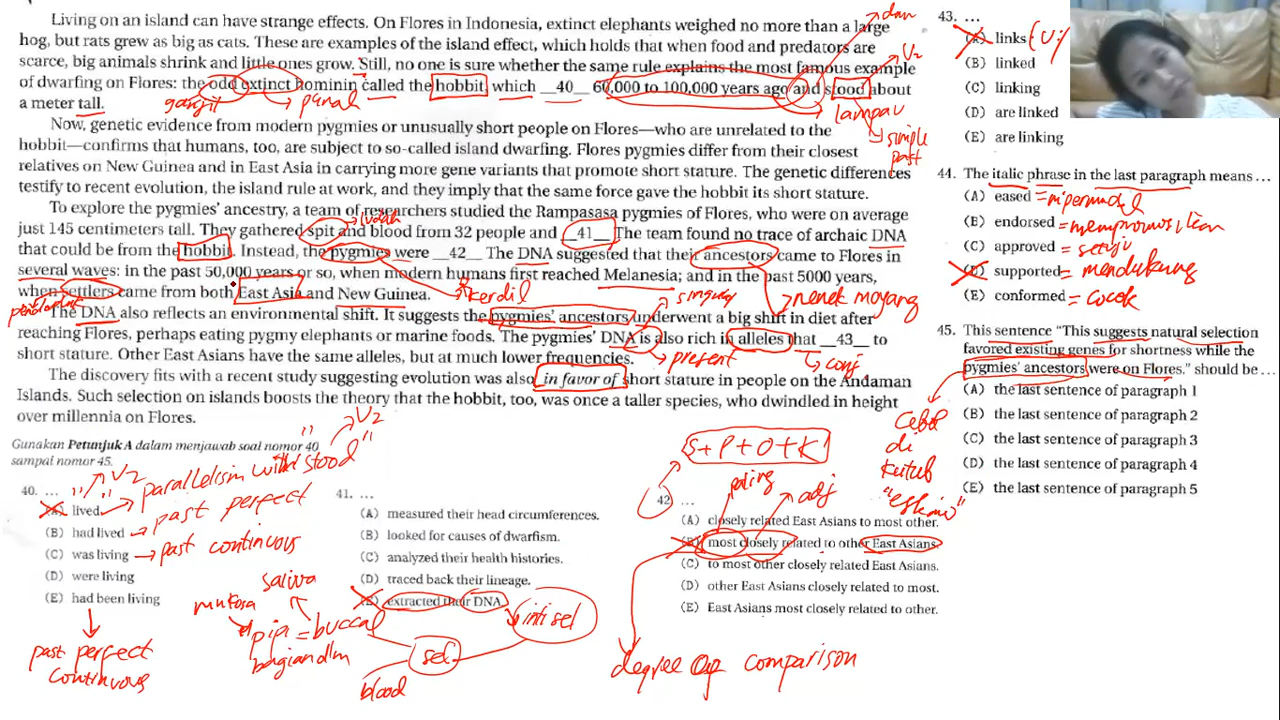 Living on an island can have strange effects. On Flores in Indonesia, extinct elephants weighed no more than a large
hog, but rats grew as big as cats. These are examples of the island effect, which holds that when food and predators are
scarce, big animals shrink and little ones grow. Still, no one is sure whether the same rule explains the most famous example
of dwarfing on Flores: the odd extinct hominin called the hobbit which __40__ 60,000 to 100,000 years ago and stood about
a meter tall.
dan
V2
ganjil
punah
lampau
simple
past
Now, genetic evidence from modern pygmies or unusually short people on Flores—who are unrelated to the
hobbit—confirms that humans, too, are subject to so-called island dwarfing. Flores pygmies differ from their closest
relatives on New Guinea and in East Asia in carrying more gene variants that promote short stature. The genetic differences
testify to recent evolution, the island rule at work, and they imply that the same force gave the hobbit its short stature.
To explore the pygmies' ancestry, a team of researchers studied the Rampasasa pygmies of Flores, who were on average
just 145 centimeters tall. They gathered spit and blood from 32 people and __41__ The team found no trace of archaic DNA
that could be from the hobbit. Instead, the pygmies were __42__ The DNA suggested that their ancestors came to Flores in
several waves: in the past 50,000 years or so, when modern humans first reached Melanesia; and in the past 5000 years,
when settlers came from both East Asia and New Guinea.
ludah
kerdil
singular
nenek moyang
The DNA also reflects an environmental shift. It suggests the pygmies' ancestors underwent a big shift in diet after
reaching Flores, perhaps eating pygmy elephants or marine foods. The pygmies' DNA is also rich in alleles that __43__ to
short stature. Other East Asians have the same alleles, but at much lower frequencies.
present
conj
The discovery fits with a recent study suggesting evolution was also in favor of short stature in people on the Andaman
Islands. Such selection on islands boosts the theory that the hobbit, too, was once a taller species, who dwindled in height
over millennia on Flores.
Gunakan Petunjuk A dalam menjawab soal nomor 40
sampai nomor 45.
40. ...
(A) lived
(B) had lived
(C) was living
(D) were living
(E) had been living
V2
parallelism with "stood"
V2
past perfect
past continuous
past perfect
continuous
41. ...
(A) measured their head circumferences.
(B) looked for causes of dwarfism.
(C) analyzed their health histories.
(D) traced back their lineage.
(E) extracted their DNA.
saliva
mukosa
pipi = buccal
bagian dlm
sel
inti sel
blood
S+P+O+K
paling
adj
42 ...
(A) closely related East Asians to most other.
(B) most closely related to other East Asians.
(C) to most other closely related East Asians.
(D) other East Asians closely related to most.
(E) East Asians most closely related to other.
degree of comparison
43. ...
(A) links
(B) linked
(C) linking
(D) are linked
(E) are linking
44. The italic phrase in the last paragraph means ...
(A) eased
(B) endorsed
(C) approved = setuju
(D) supported = mendukung
(E) conformed = cocok
45. This sentence "This suggests natural selection
favored existing genes for shortness while the
pygmies' ancestors were on Flores." should be ...
(A) the last sentence of paragraph 1
(B) the last sentence of paragraph 2
(C) the last sentence of paragraph 3
(D) the last sentence of paragraph 4
(E) the last sentence of paragraph 5
di
kutub
"eskimo"